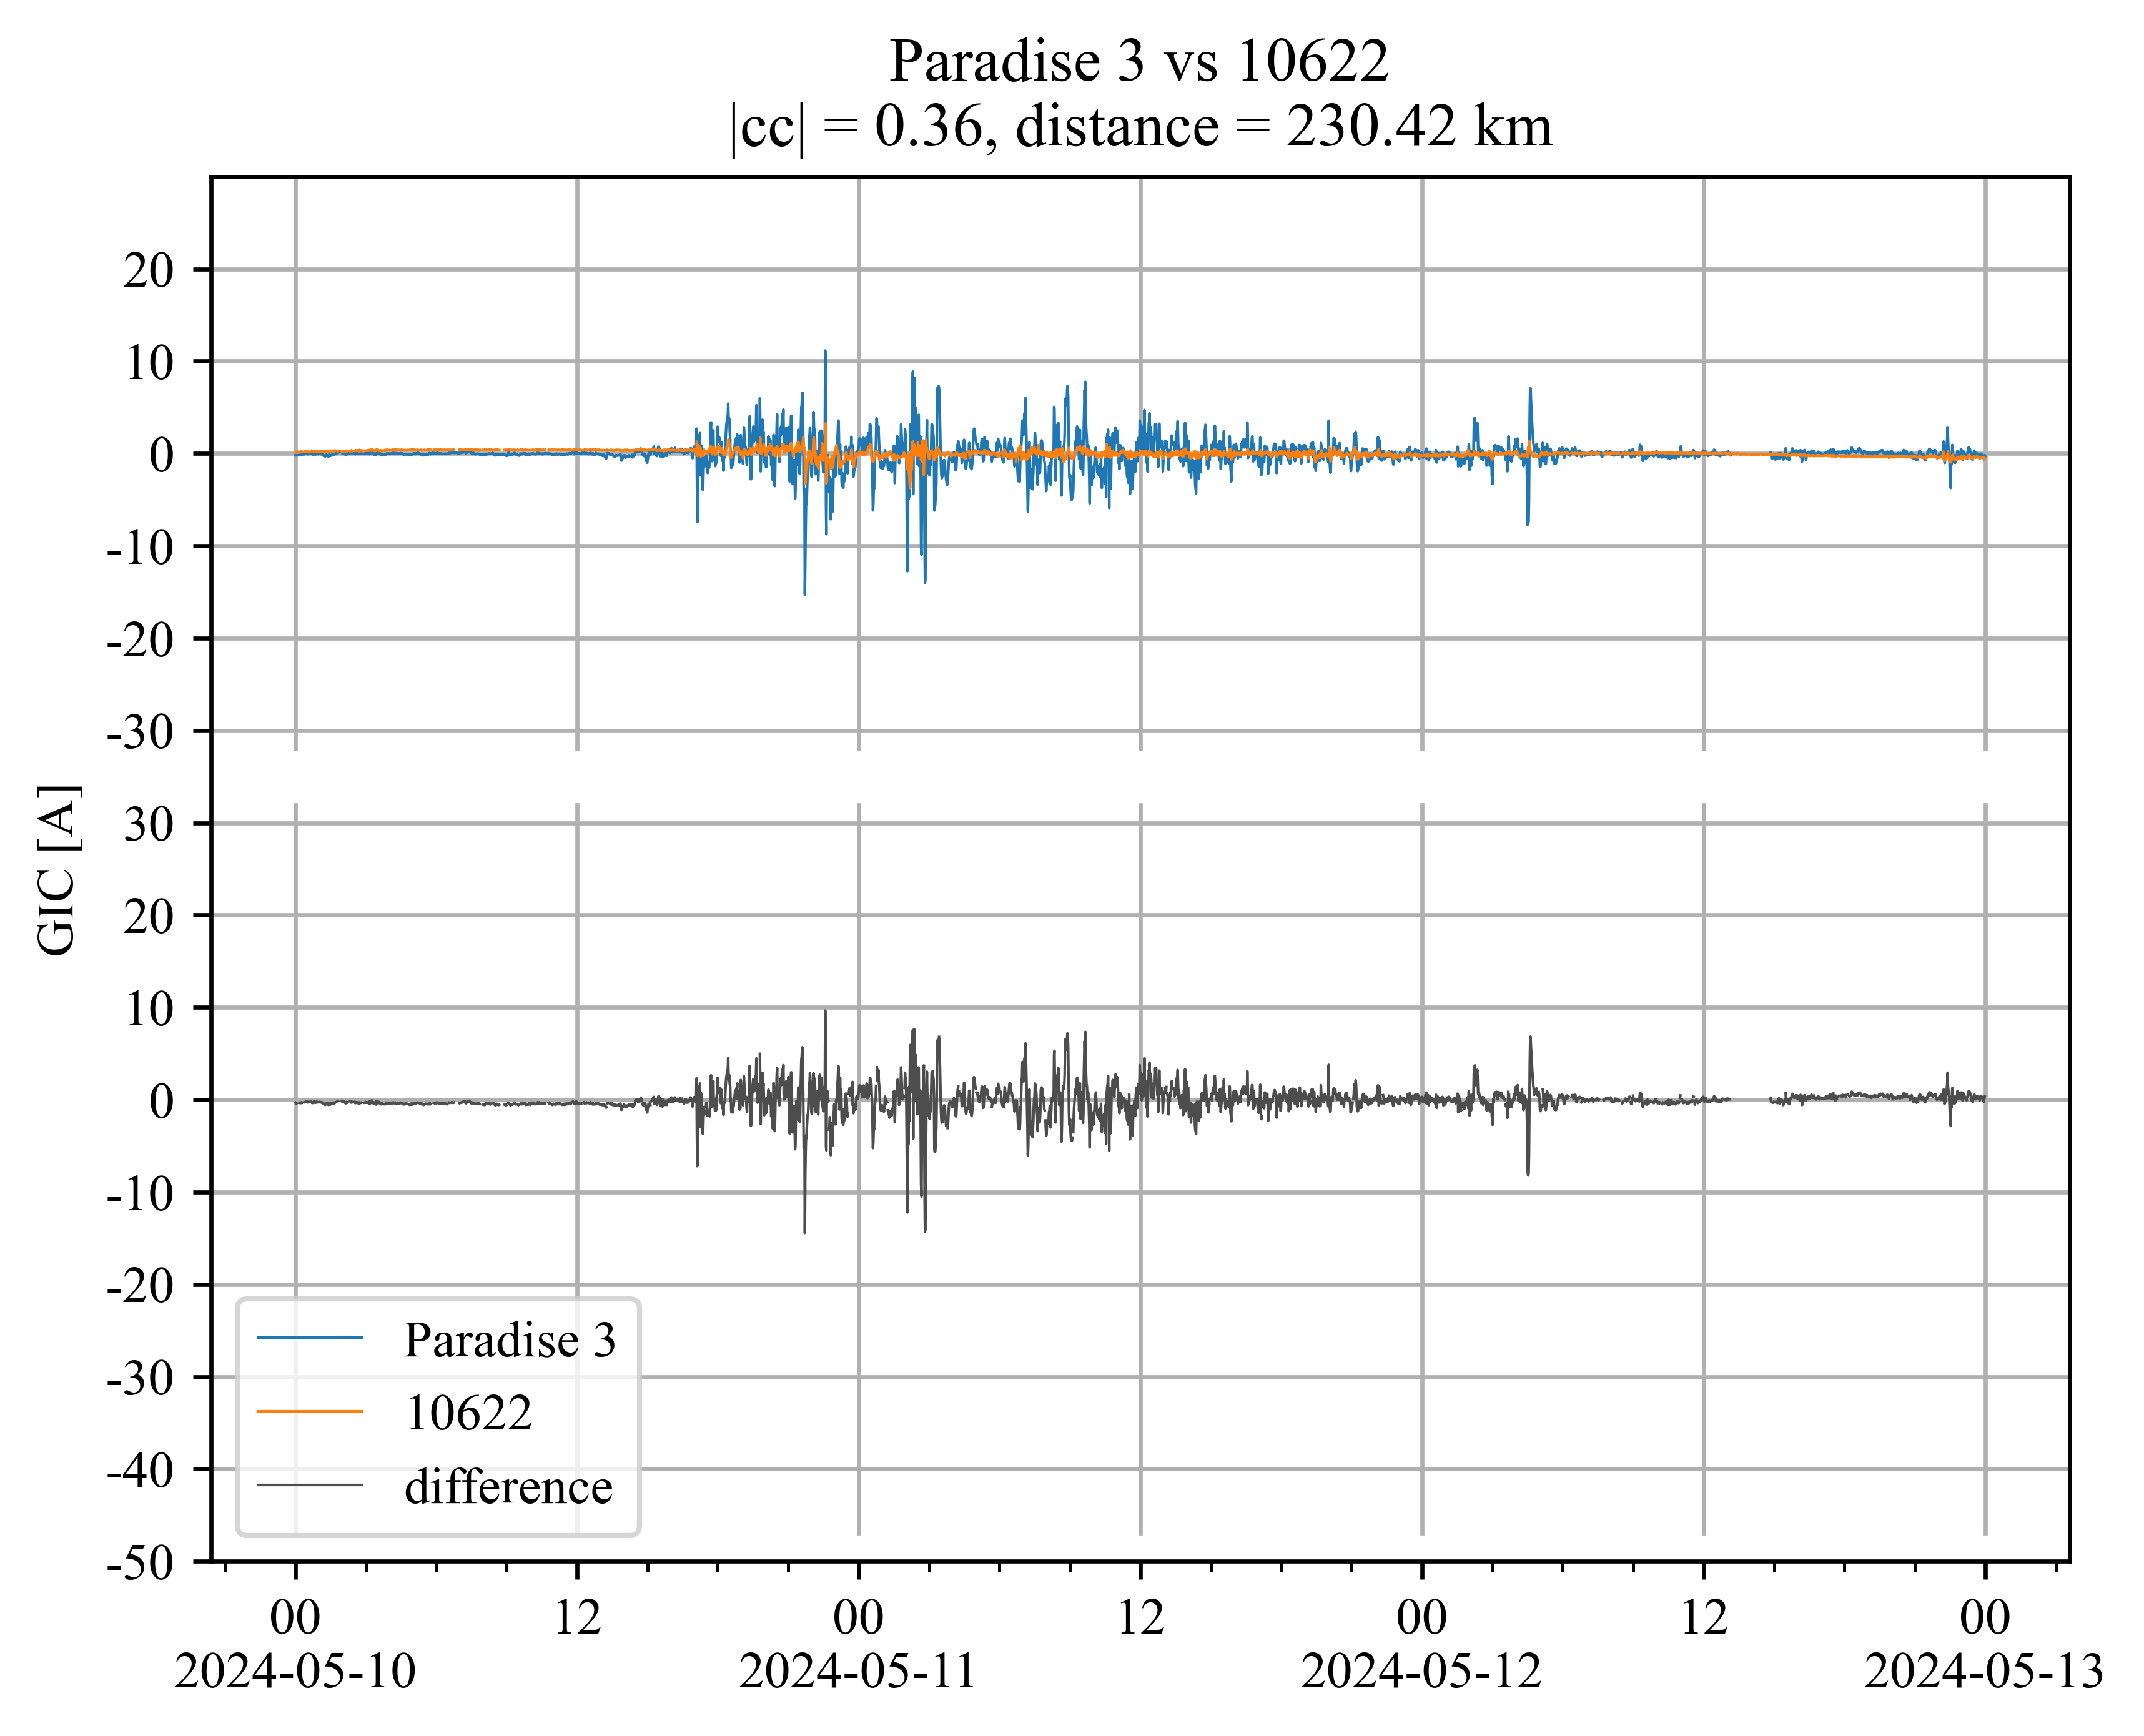 Paradise 3 vs 10622
|cc| = 0.36, distance = 230.42 km
GIC [A]
20
10
0
-10
-20
-30
30
20
10
0
-10
-20
-30
-40
-50
Paradise 3
10622
difference
00 12 00 12 00 12 00
2024-05-10 2024-05-11 2024-05-12 2024-05-13